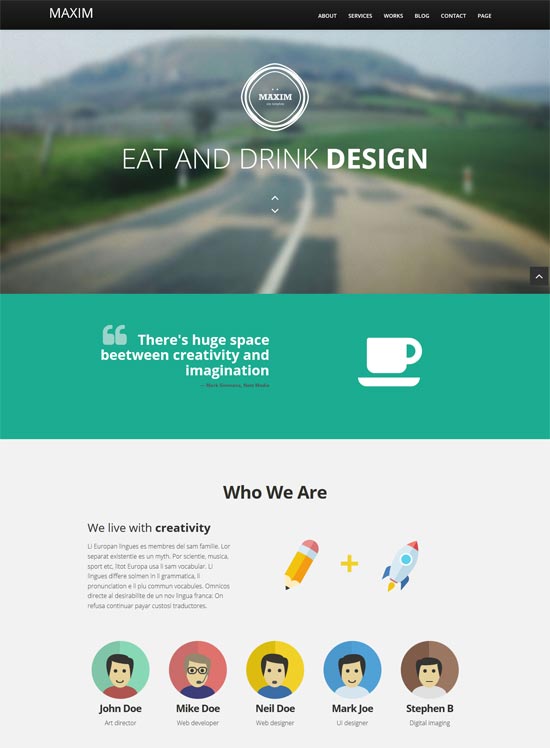 MAXIM
ABOUT SERVICES WORKS BLOG CONTACT PAGE
MAXIM
EAT AND DRINK DESIGN
There's huge space
beetween creativity and
imagination
Who We Are
We live with creativity
Li Europan lingues es membres del sam familie. Lor
separat existentie es un myth. Por scientie, musica,
sport etc, litot Europa usa li sam vocabular. Li
lingues differe solmen in li grammatica, li
pronunciation e li plu commun vocabules. Omnicos
directe al desirabilite de un nov lingua franca: On
refusa continuar payar custosi traductores.
John Doe
Art director
Mike Doe
Web developer
Neil Doe
Web designer
Mark Joe
UI designer
Stephen B
Digital imaging